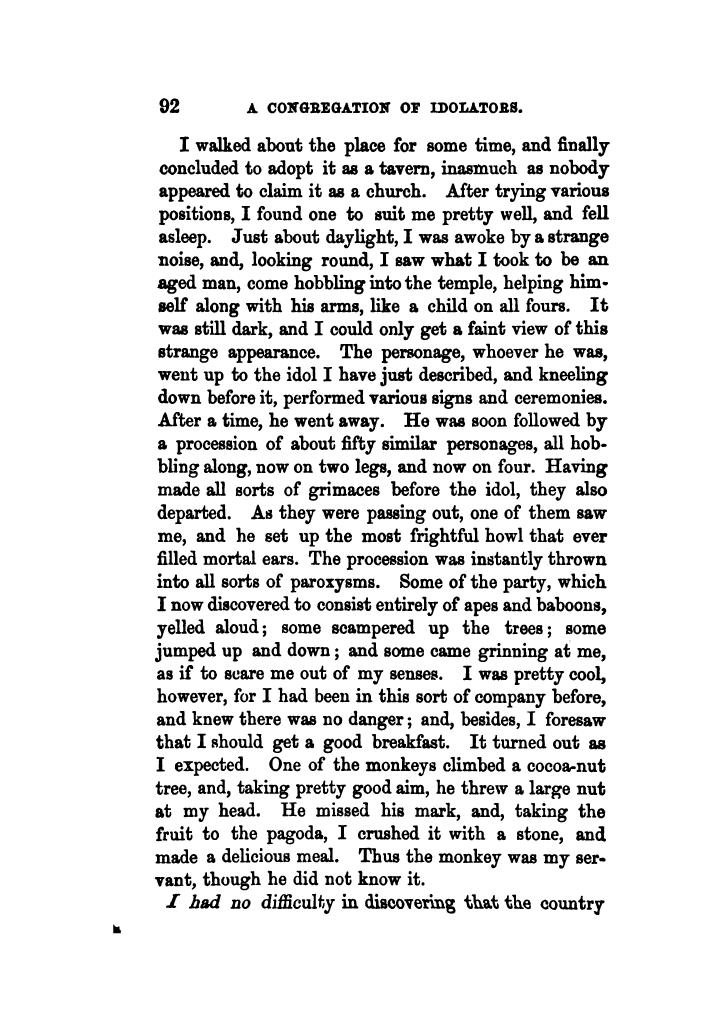 92 A CONGREGATION OF IDOLATORS.
I walked about the place for some time, and finally
concluded to adopt it as a tavern, inasmuch as nobody
appeared to claim it as a church. After trying various
positions, I found one to suit me pretty well, and fell
asleep. Just about daylight, I was awoke by a strange
noise, and, looking round, I saw what I took to be an
aged man, come hobbling into the temple, helping him-
self along with his arms, like a child on all fours. It
was still dark, and I could only get a faint view of this
strange appearance. The personage, whoever he was,
went up to the idol I have just described, and kneeling
down before it, performed various signs and ceremonies.
After a time, he went away. He was soon followed by
a procession of about fifty similar personages, all hob-
bling along, now on two legs, and now on four. Having
made all sorts of grimaces before the idol, they also
departed. As they were passing out, one of them saw
me, and he set up the most frightful howl that ever
filled mortal ears. The procession was instantly thrown
into all sorts of paroxysms. Some of the party, which
I now discovered to consist entirely of apes and baboons,
yelled aloud; some scampered up the trees; some
jumped up and down; and some came grinning at me,
as if to scare me out of my senses. I was pretty cool,
however, for I had been in this sort of company before,
and knew there was no danger; and, besides, I foresaw
that I should get a good breakfast. It turned out as
I expected. One of the monkeys climbed a cocoa-nut
tree, and, taking pretty good aim, he threw a large nut
at my head. He missed his mark, and, taking the
fruit to the pagoda, I crushed it with a stone, and
made a delicious meal. Thus the monkey was my ser-
vant, though he did not know it.
I had no difficulty in discovering that the country